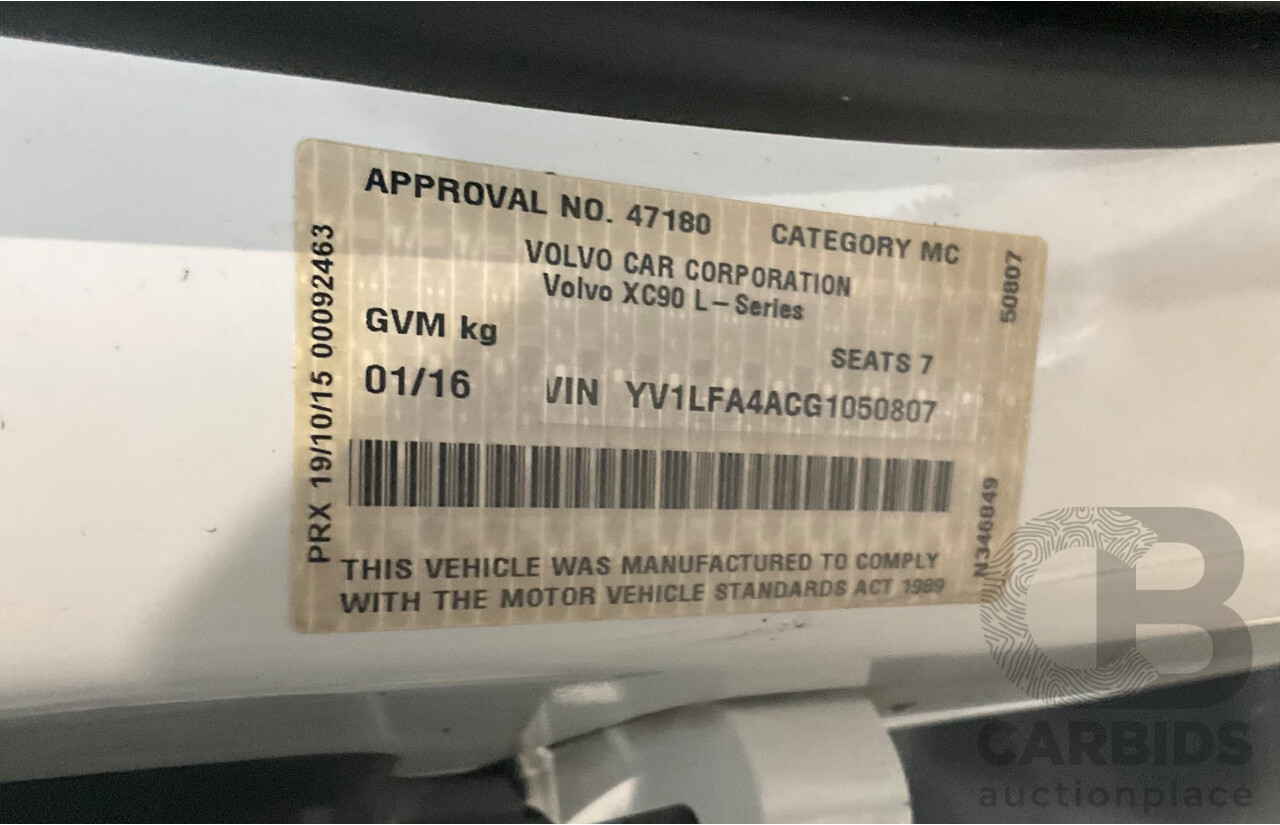 APPROVAL NO. 47180 CATEGORY MC
VOLVO CAR CORPORATION
Volvo XC90 L-Series
GVM kg
SEATS 7
01/16 VIN YV1LFA4ACG1050807
THIS VEHICLE WAS MANUFACTURED TO COMPLY
WITH THE MOTOR VEHICLE STANDARDS ACT 1989
PRX 19/10/15 00092463
50807
N346849
CB
CARBIDS
auctionplace